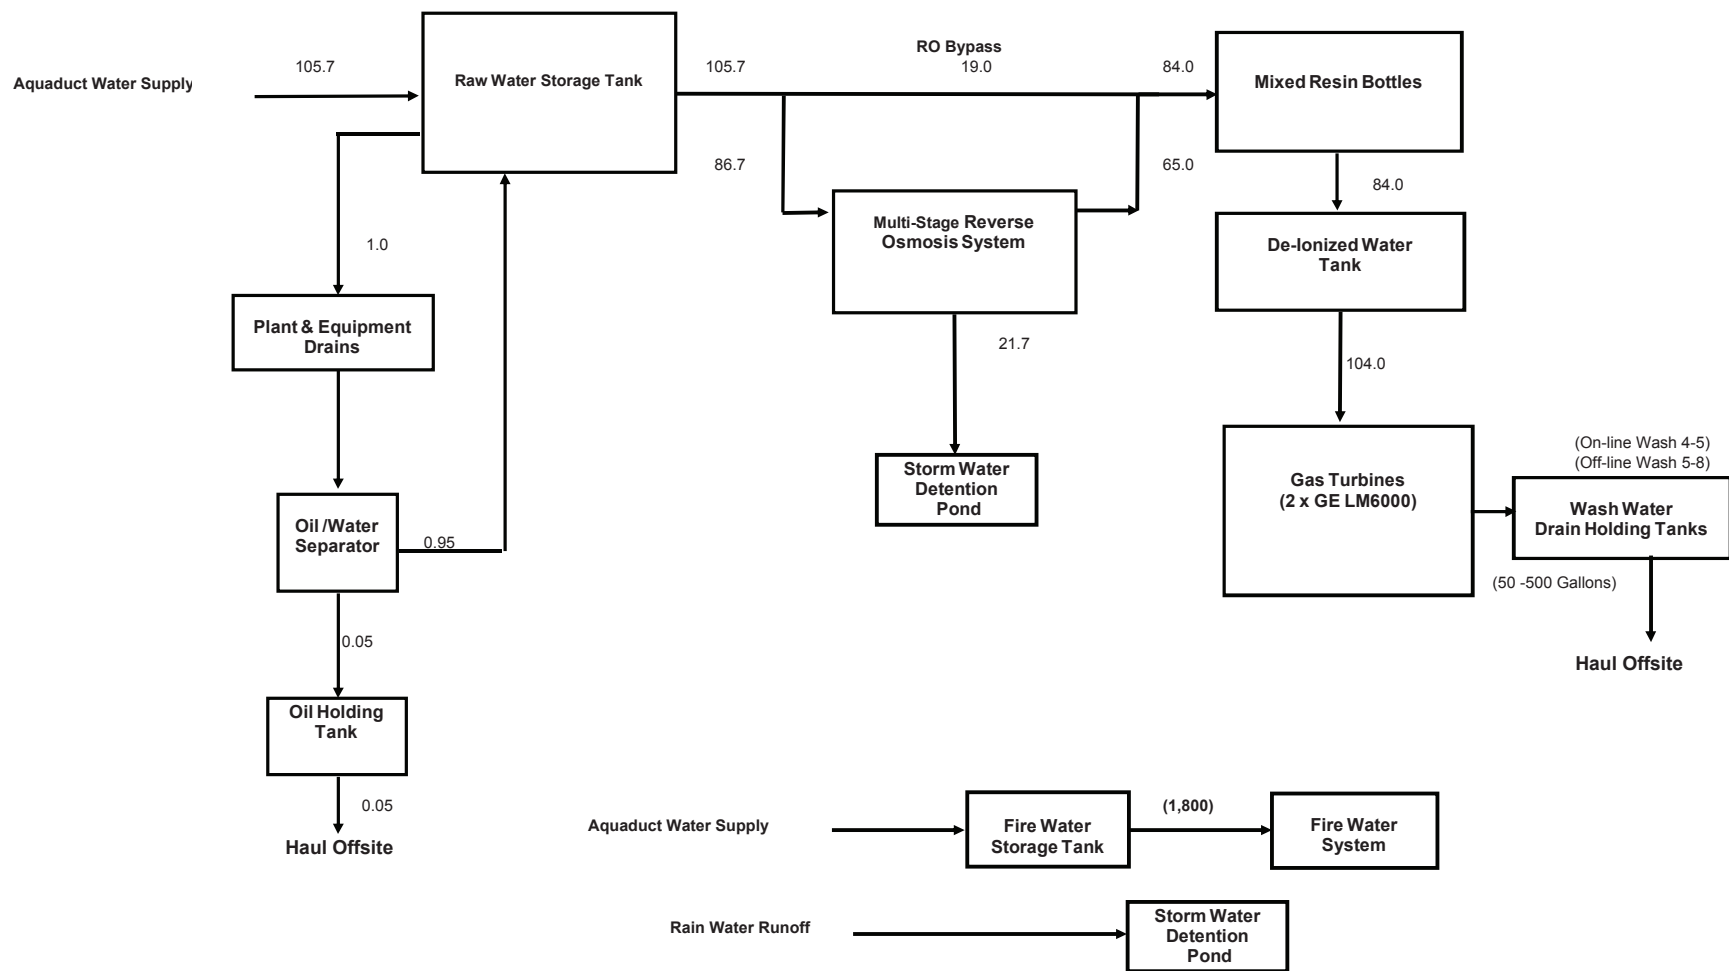 RO Bypass
Aquaduct Water Supply
105.7
Raw Water Storage Tank
105.7
19.0
84.0
Mixed Resin Bottles
86.7
65.0
84.0
Multi-Stage Reverse
Osmosis System
De-Ionized Water
Tank
1.0
Plant & Equipment
Drains
21.7
104.0
Storm Water
Detention
Pond
Gas Turbines
(2 x GE LM6000)
(On-line Wash 4-5)
(Off-line Wash 5-8)
Wash Water
Drain Holding Tanks
(50 -500 Gallons)
Haul Offsite
Oil /Water
Separator
0.95
0.05
Oil Holding
Tank
0.05
Haul Offsite
Aquaduct Water Supply
Fire Water
Storage Tank
(1,800)
Fire Water
System
Rain Water Runoff
Storm Water
Detention
Pond